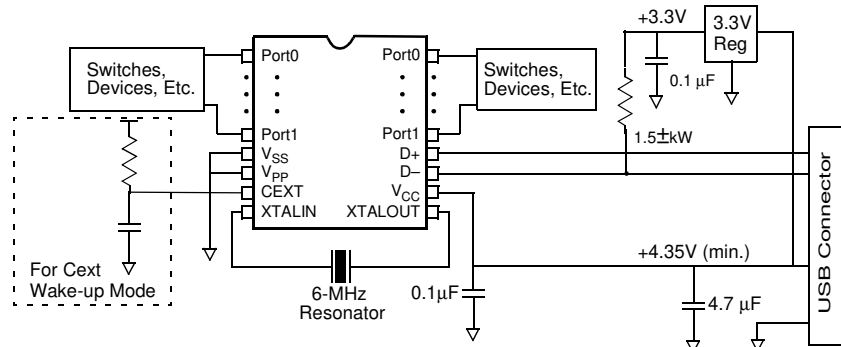 +3.3V
3.3V
Reg
0.1 µF
1.5±kW
Switches,
Devices, Etc.
Port0
Port0
Switches,
Devices, Etc.
Port1
Port1
VSS
D+
VPP
D–
CEXT
VCC
XTALIN
XTALOUT
For Cext
Wake-up Mode
6-MHz
Resonator
0.1µF
+4.35V (min.)
4.7 µF
USB Connector